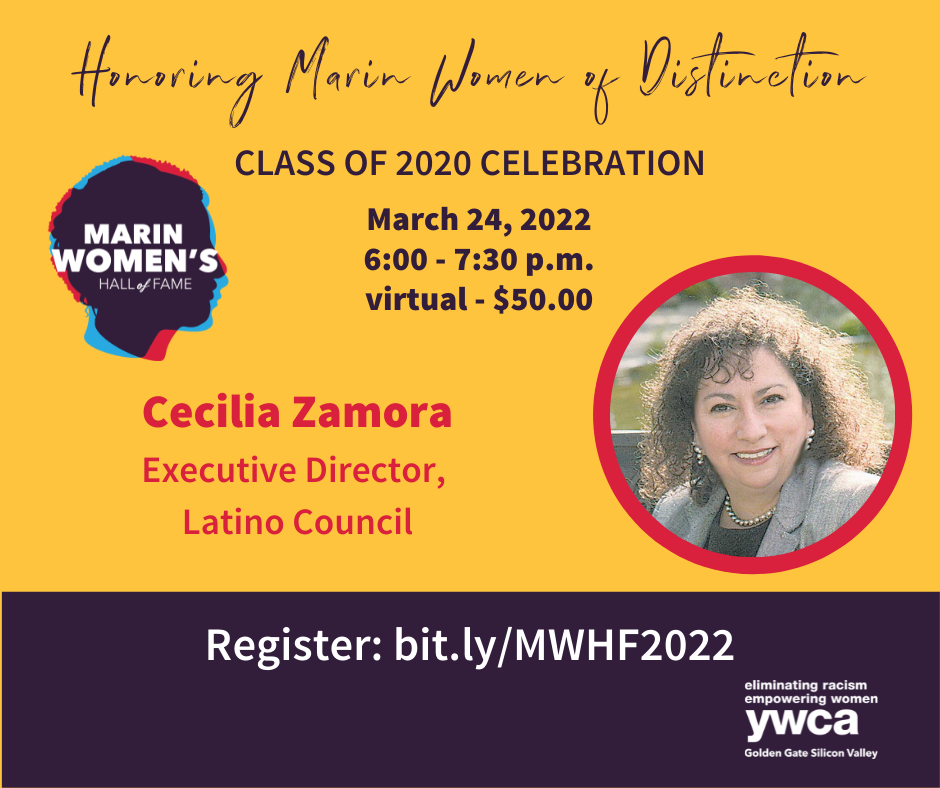 Honoring Marin Women of Distinction
CLASS OF 2020 CELEBRATION
March 24, 2022
6:00 - 7:30 p.m.
virtual - $50.00
MARIN
WOMEN'S
HALL of FAME
Cecilia Zamora
Executive Director,
Latino Council
Register: bit.ly/MWHF2022
eliminating racism
empowering women
ywca
Golden Gate Silicon Valley